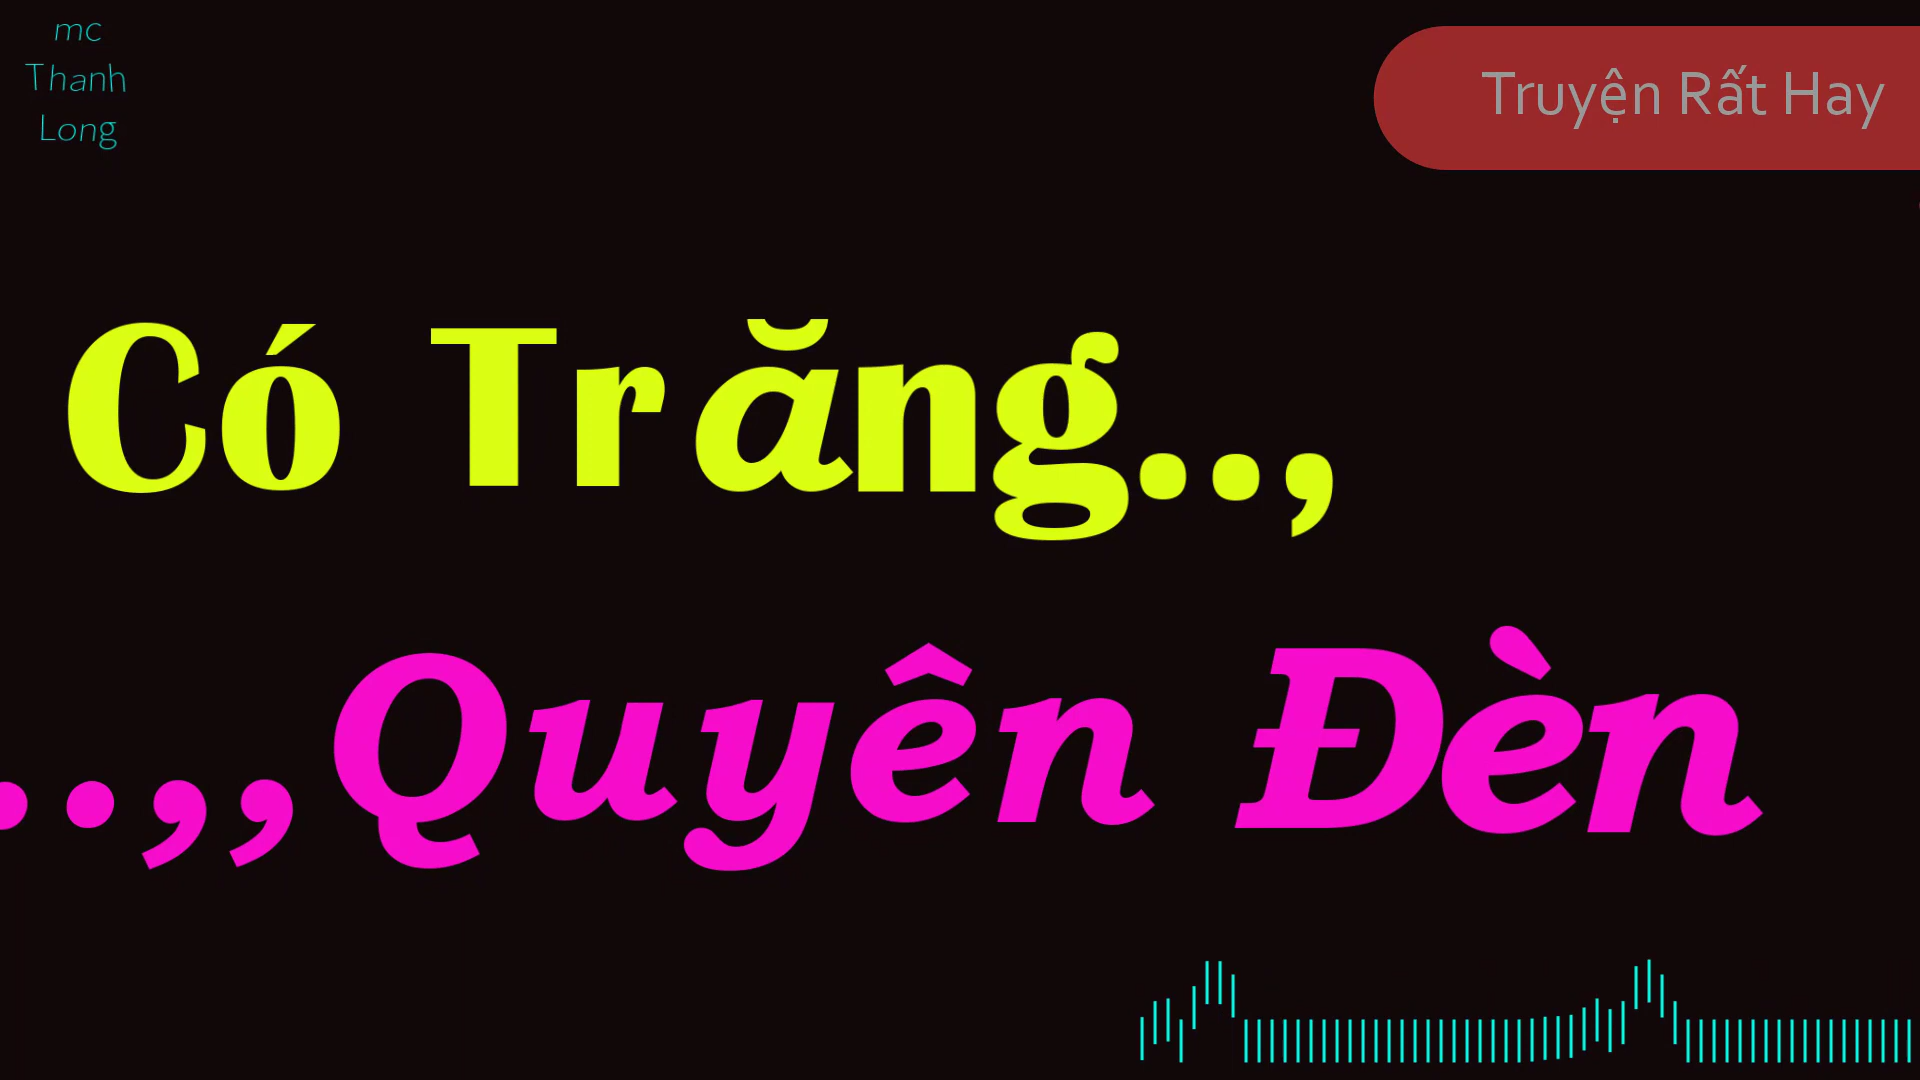 mc
Thanh
Long
Truyện Rất Hay
Có Trăng..,
..,,Quyên Đèn